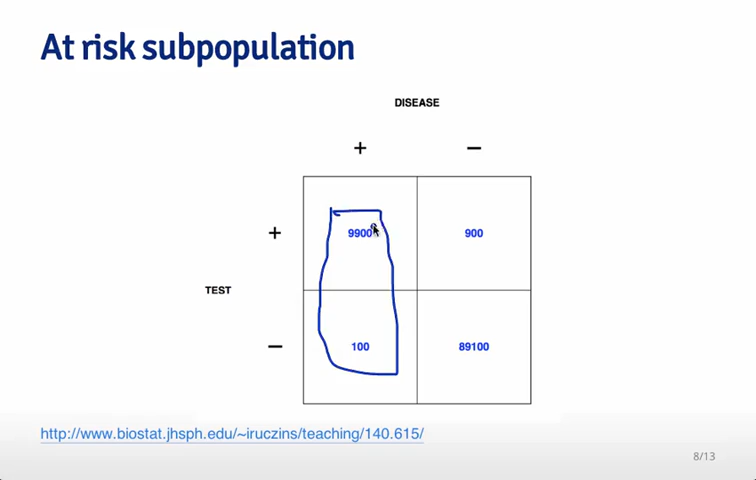 At risk subpopulation
DISEASE
+ −
+ 9900 900
TEST
− 100 89100
http://www.biostat.jhsph.edu/~iruczins/teaching/140.615/
8/13